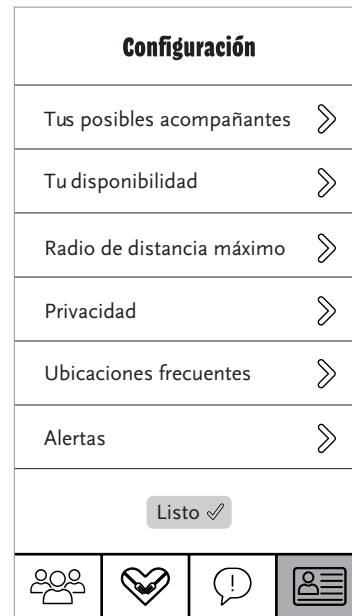 Configuración
Tus posibles acompañantes
Tu disponibilidad
Radio de distancia máximo
Privacidad
Ubicaciones frecuentes
Alertas
Listo